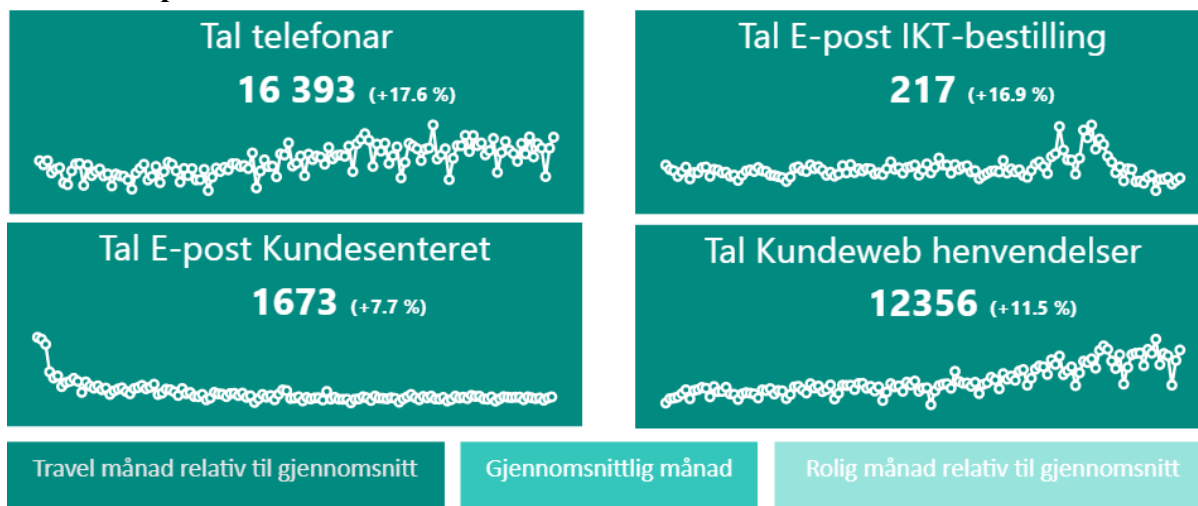 Tal telefonar
16 393 (+17.6 %)
Tal E-post IKT-bestilling
217 (+16.9 %)
Tal E-post Kundesenteret
1673 (+7.7 %)
Tal Kundeweb henvendelser
12356 (+11.5 %)
Travel månad relativ til gjennomsnitt
Gjennomsnittlig månad
Rolig månad relativ til gjennomsnitt